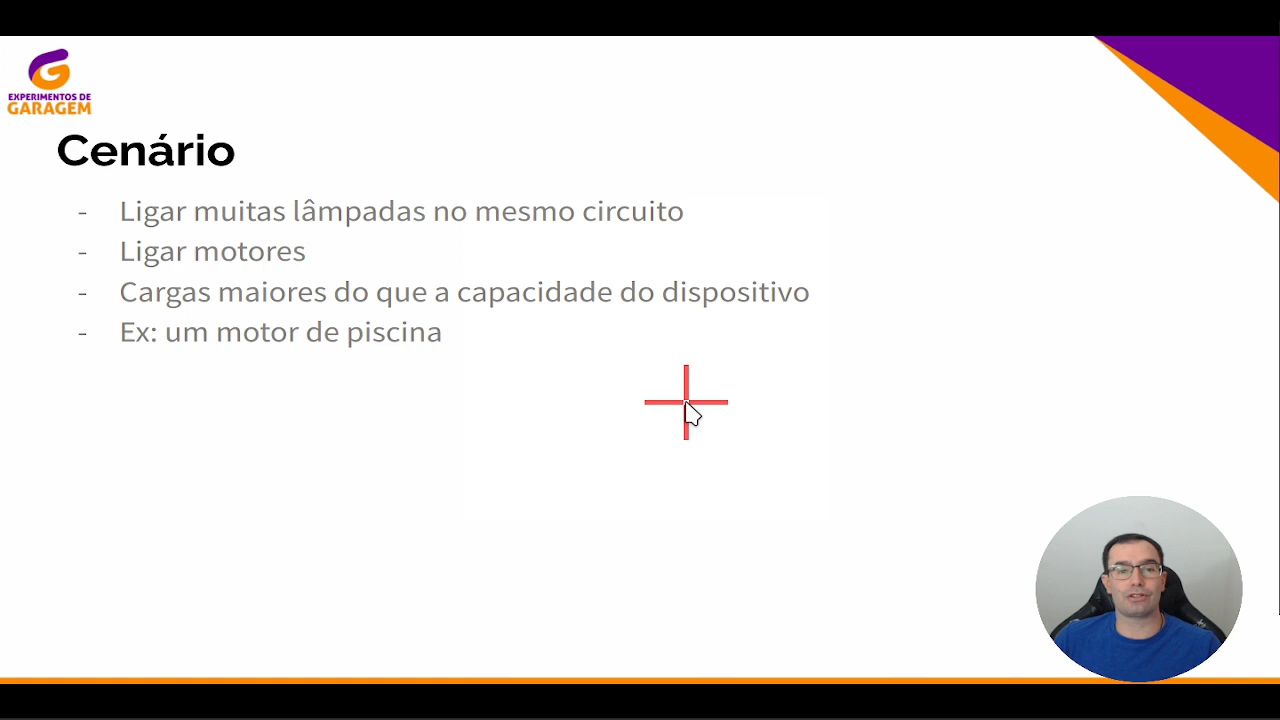 EXPERIMENTOS DE
GARAGEM
Cenário
- Ligar muitas lâmpadas no mesmo circuito
- Ligar motores
- Cargas maiores do que a capacidade do dispositivo
- Ex: um motor de piscina